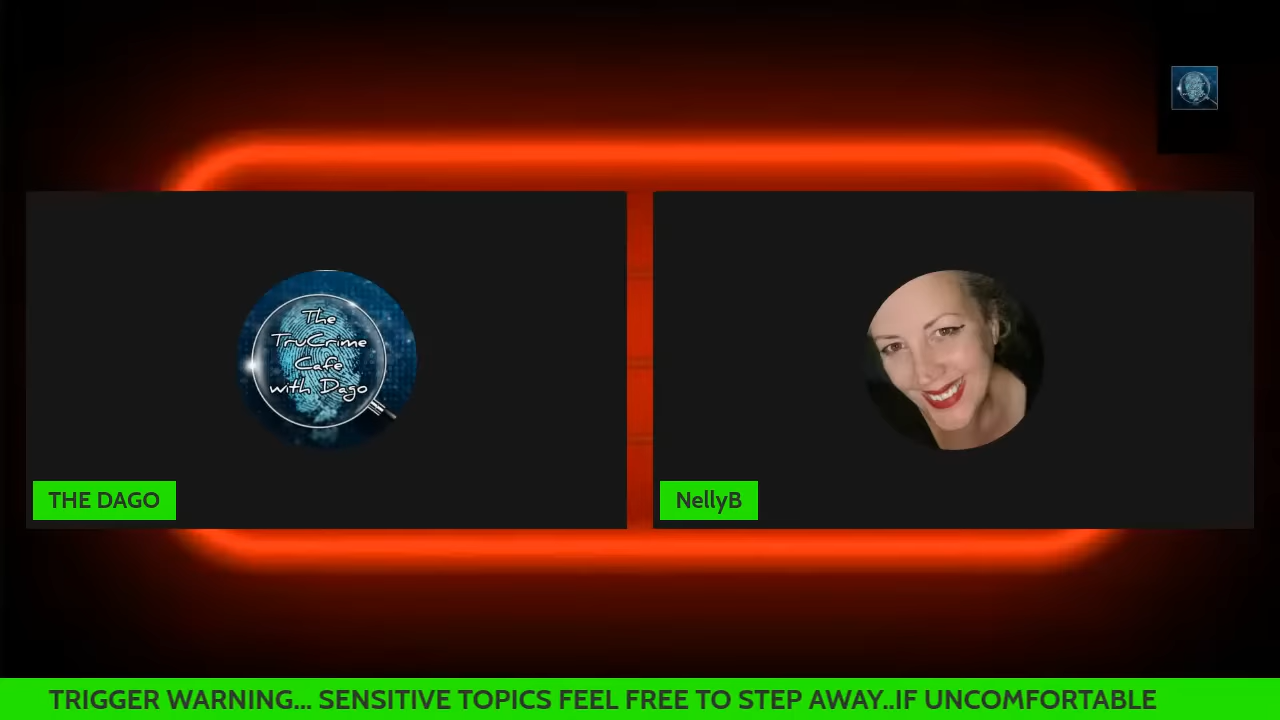 The
TruCrime
Cafe
with Dago
THE DAGO
NellyB
TRIGGER WARNING... SENSITIVE TOPICS FEEL FREE TO STEP AWAY..IF UNCOMFORTABLE